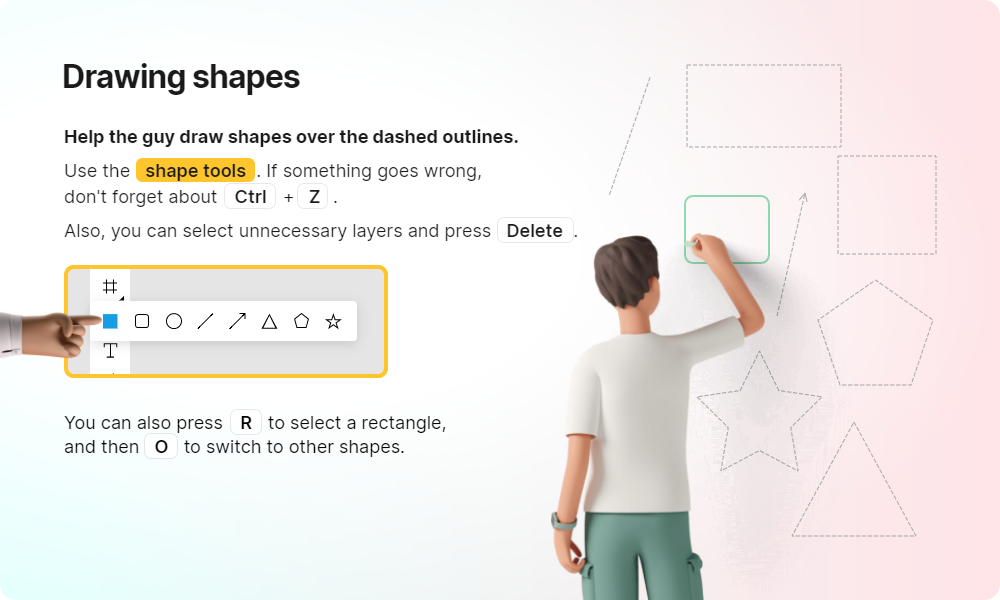 Drawing shapes
Help the guy draw shapes over the dashed outlines.
Use the shape tools. If something goes wrong,
don't forget about Ctrl + Z .
Also, you can select unnecessary layers and press Delete.
T
You can also press R to select a rectangle,
and then O to switch to other shapes.